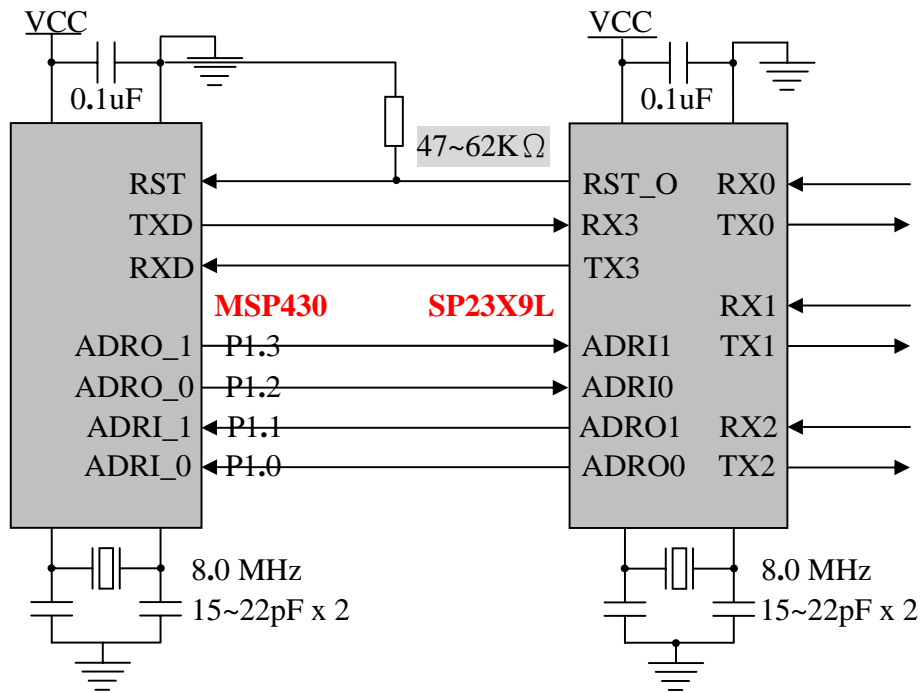 VCC
VCC
0.1uF
0.1uF
47~62KΩ
RST
RST_O
RX0
TXD
RX3
TX0
RXD
TX3
MSP430
SP23X9L
RX1
ADRO_1
P1.3
ADRI1
TX1
ADRO_0
P1.2
ADRI0
ADRI_1
P1.1
ADRO1
RX2
ADRI_0
P1.0
ADRO0
TX2
8.0 MHz
8.0 MHz
15~22pF x 2
15~22pF x 2